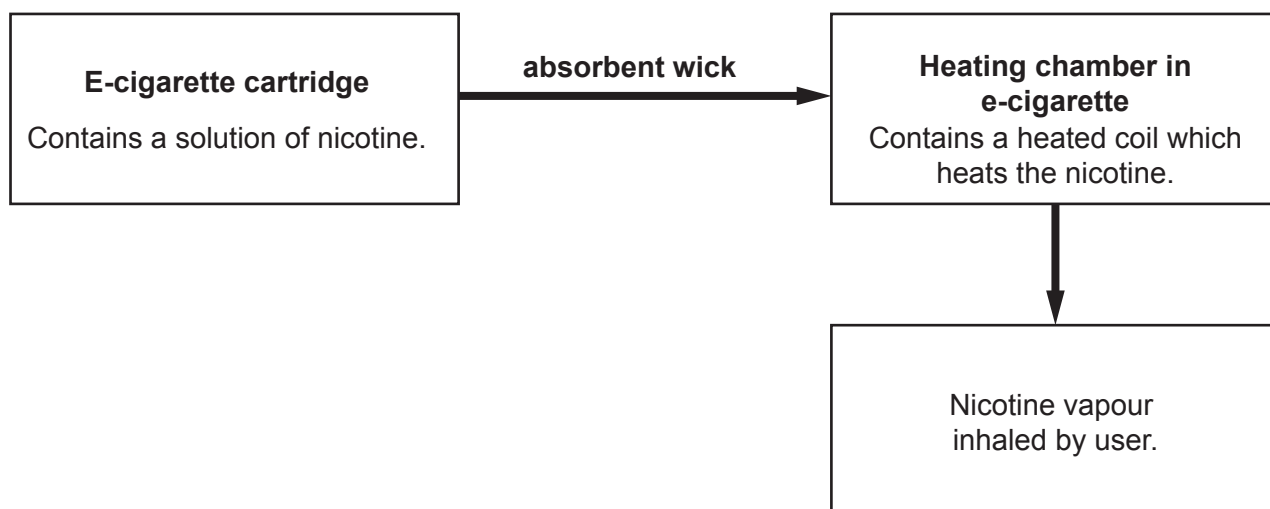 E-cigarette cartridge
Contains a solution of nicotine.
absorbent wick
Heating chamber in
e-cigarette
Contains a heated coil which
heats the nicotine.
Nicotine vapour
inhaled by user.